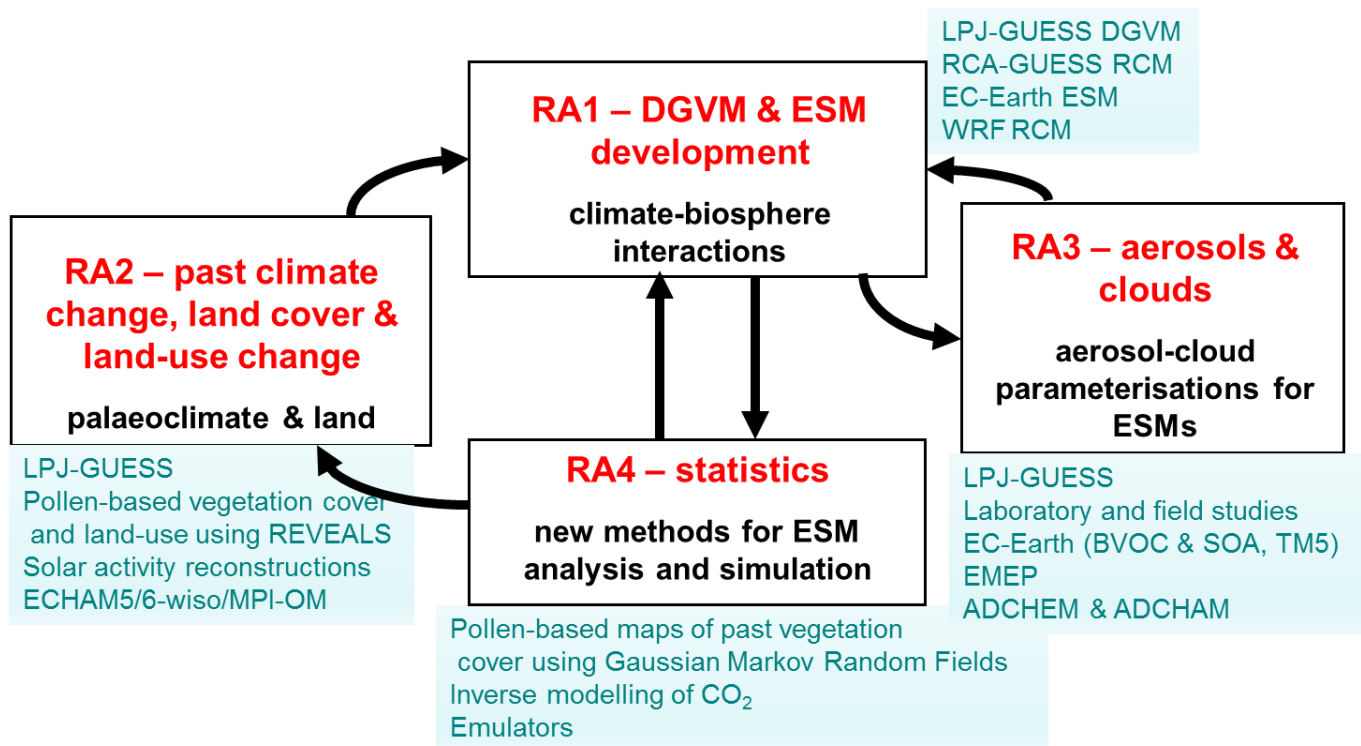 LPJ-GUESS DGVM
RCA-GUESS RCM
EC-Earth ESM
WRF RCM
RA1 – DGVM & ESM
development
climate-biosphere
interactions
RA2 – past climate
change, land cover &
land-use change
palaeoclimate & land
LPJ-GUESS
Pollen-based vegetation cover
and land-use using REVEALS
Solar activity reconstructions
ECHAM5/6-wiso/MPI-OM
RA3 – aerosols &
clouds
aerosol-cloud
parameterisations for
ESMs
LPJ-GUESS
Laboratory and field studies
EC-Earth (BVOC & SOA, TM5)
EMEP
ADCHEM & ADCHAM
RA4 – statistics
new methods for ESM
analysis and simulation
Pollen-based maps of past vegetation
cover using Gaussian Markov Random Fields
Inverse modelling of CO₂
Emulators